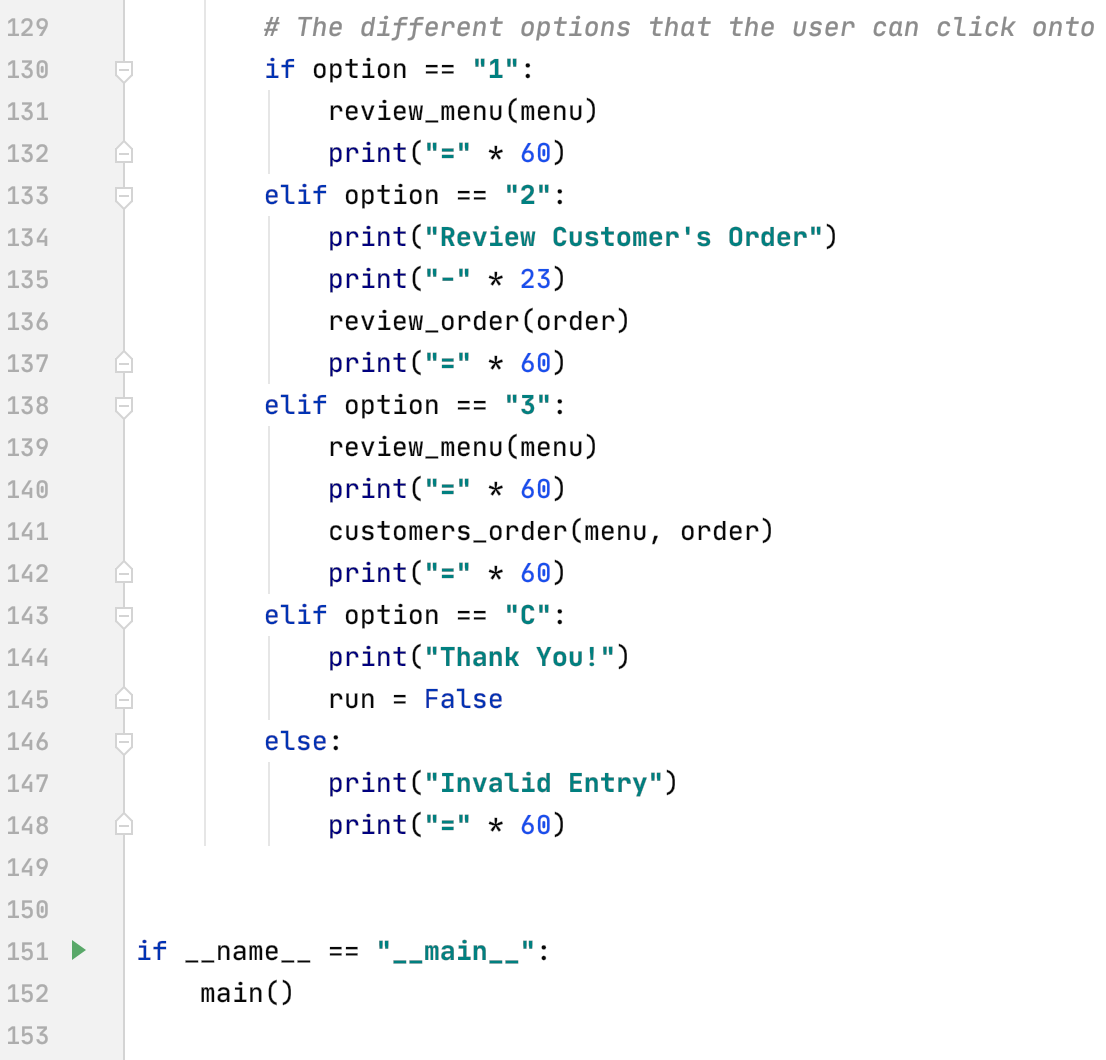 129 # The different options that the user can click onto
130 if option == "1":
131 review_menu(menu)
132 print("=" * 60)
133 elif option == "2":
134 print("Review Customer's Order")
135 print("-" * 23)
136 review_order(order)
137 print("=" * 60)
138 elif option == "3":
139 review_menu(menu)
140 print("=" * 60)
141 customers_order(menu, order)
142 print("=" * 60)
143 elif option == "C":
144 print("Thank You!")
145 run = False
146 else:
147 print("Invalid Entry")
148 print("=" * 60)
149
150
151 if __name__ == "__main__":
152 main()
153